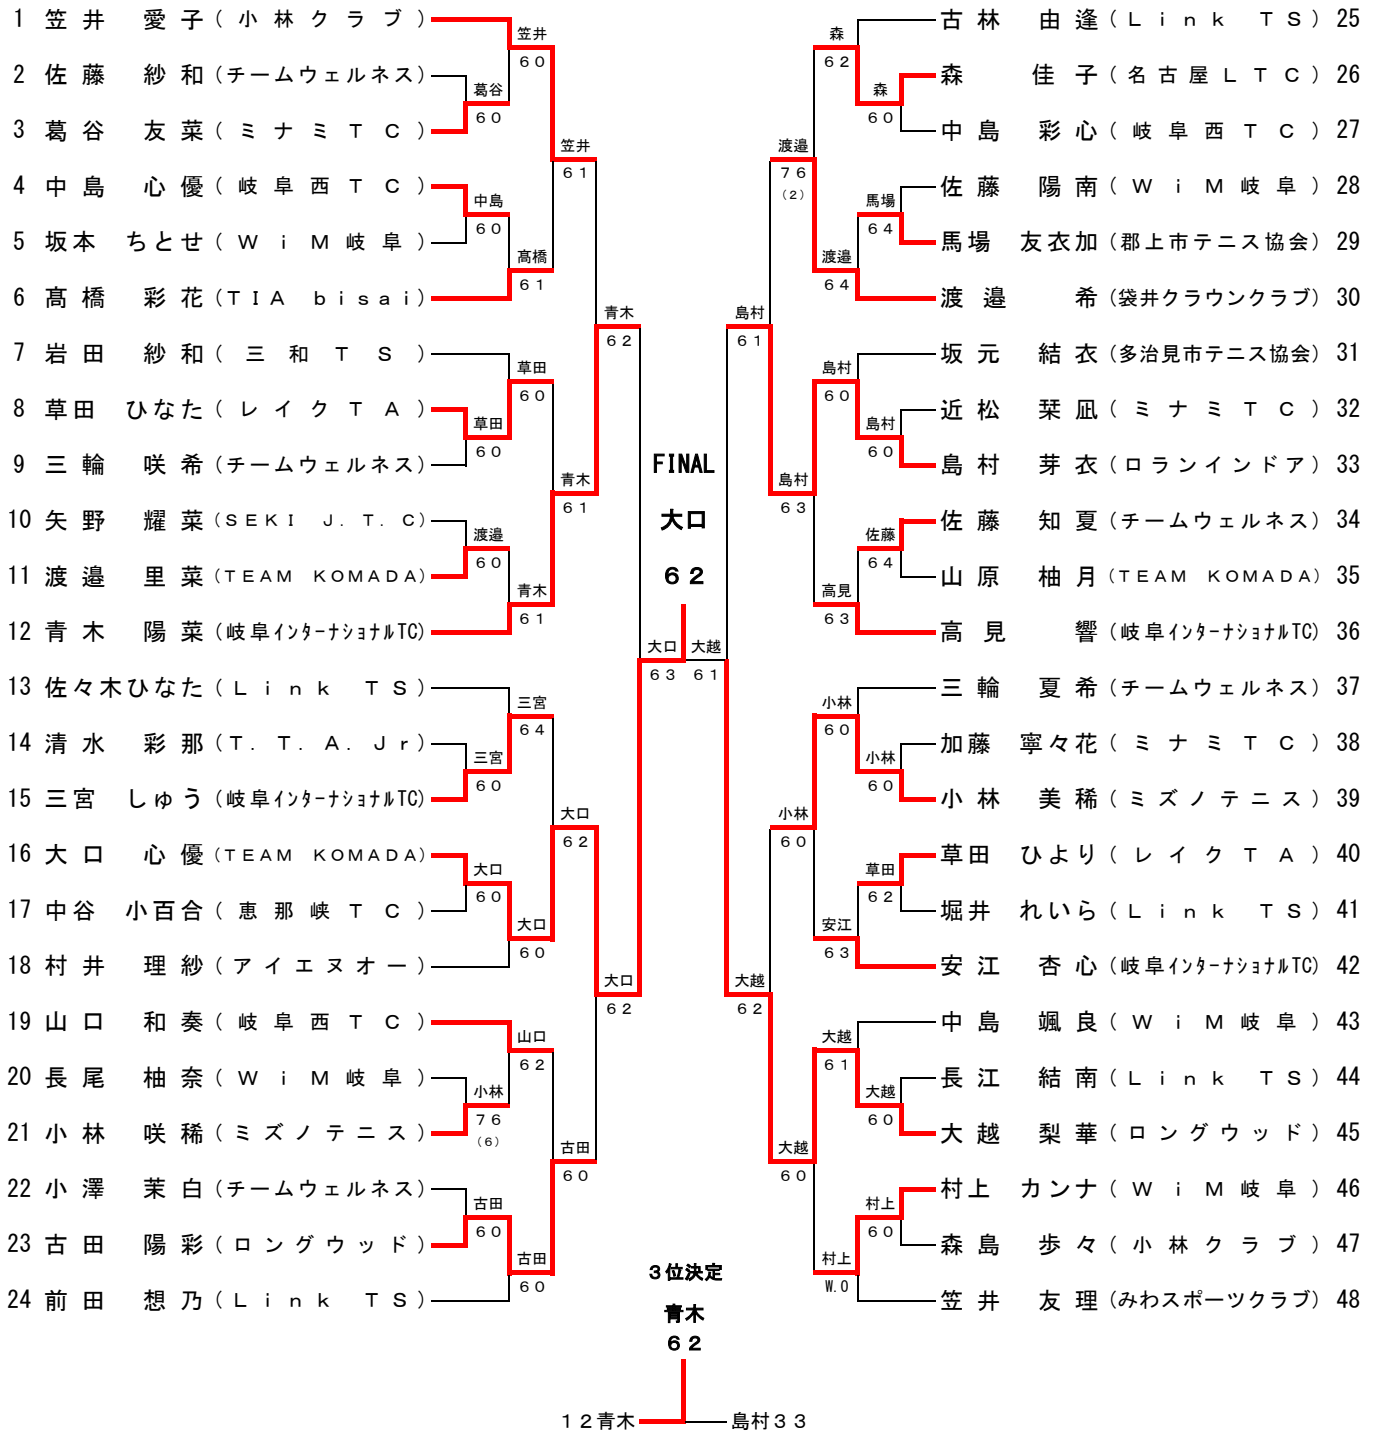 1 笠井 愛子 (小林クラブ)
2 佐藤 紗和 (チームウェルネス)
3 葛谷 友菜 (ミナミTC)
4 中島 心優 (岐阜西TC)
5 坂本 ちとせ (WiM岐阜)
6 髙橋 彩花 (TIA bisai)
7 岩田 紗和 (三和TS)
8 草田 ひなた (レイクTA)
9 三輪 咲希 (チームウェルネス)
10 矢野 耀菜 (SEKI J.T.C)
11 渡邉 里菜 (TEAM KOMADA)
12 青木 陽菜 (岐阜インターナショナルTC)
13 佐々木ひなた (Link TS)
14 清水 彩那 (T.T.A.Jr)
15 三宮 しゅう (岐阜インターナショナルTC)
16 大口 心優 (TEAM KOMADA)
17 中谷 小百合 (恵那峡TC)
18 村井 理紗 (アイエヌオー)
19 山口 和奏 (岐阜西TC)
20 長尾 柚奈 (WiM岐阜)
21 小林 咲稀 (ミズノテニス)
22 小澤 茉白 (チームウェルネス)
23 古田 陽彩 (ロングウッド)
24 前田 想乃 (Link TS)
葛谷
60
中島
60
草田
60
渡邉
60
三宮
60
大口
60
小林
76
(6)
古田
60
笠井
60
髙橋
61
草田
60
青木
61
三宮
64
大口
60
山口
62
古田
60
笠井
61
青木
61
大口
62
古田
60
青木
62
大口
62
大口
63
FINAL
大口
62
大越
61
島村
61
大越
62
渡邉
76
(2)
島村
63
小林
60
大越
60
森
62
渡邉
64
島村
60
高見
63
小林
60
安江
63
大越
61
村上
W.O
森
60
馬場
64
島村
60
佐藤
64
小林
60
草田
62
大越
60
村上
60
古林 由逢 (Link TS) 25
森 佳子 (名古屋LTC) 26
中島 彩心 (岐阜西TC) 27
佐藤 陽南 (WiM岐阜) 28
馬場 友衣加 (郡上市テニス協会) 29
渡邉 希 (袋井クラウンクラブ) 30
坂元 結衣 (多治見市テニス協会) 31
近松 栞凪 (ミナミTC) 32
島村 芽衣 (ロランインドア) 33
佐藤 知夏 (チームウェルネス) 34
山原 柚月 (TEAM KOMADA) 35
高見 響 (岐阜インターナショナルTC) 36
三輪 夏希 (チームウェルネス) 37
加藤 寧々花 (ミナミTC) 38
小林 美稀 (ミズノテニス) 39
草田 ひより (レイクTA) 40
堀井 れいら (Link TS) 41
安江 杏心 (岐阜インターナショナルTC) 42
中島 颯良 (WiM岐阜) 43
長江 結南 (Link TS) 44
大越 梨華 (ロングウッド) 45
村上 カンナ (WiM岐阜) 46
森島 歩々 (小林クラブ) 47
笠井 友理 (みわスポーツクラブ) 48
3位決定
青木
62
12青木 島村33